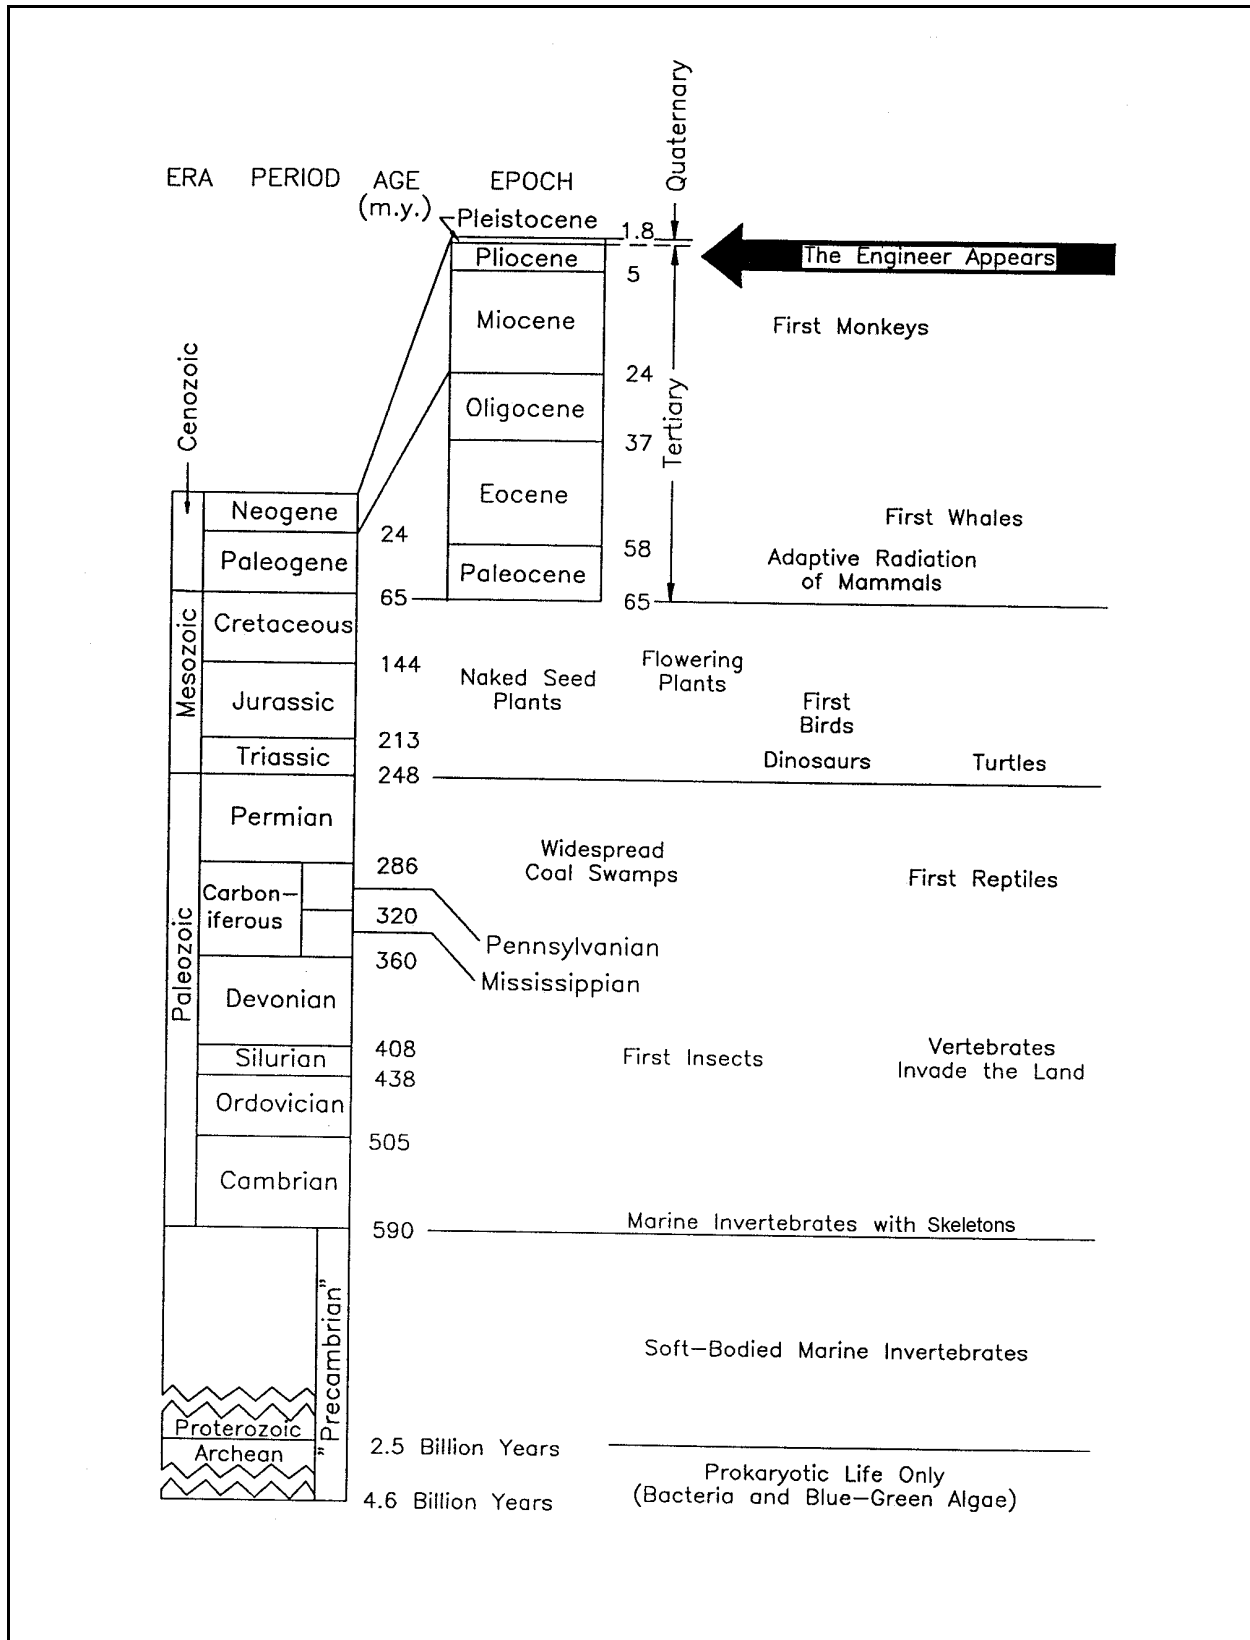 Quaternary
ERA PERIOD AGE EPOCH
(m.y.)
Pleistocene
1.8
The Engineer Appears
Pliocene
5
Miocene
First Monkeys
Cenozoic
24
Oligocene
Tertiary
37
Eocene
Neogene
First Whales
24
58
Paleogene
Paleocene
Adaptive Radiation
of Mammals
65
65
Mesozoic
Cretaceous
144
Flowering
Plants
Naked Seed
Plants
Jurassic
First
Birds
213
Triassic
Dinosaurs
Turtles
248
Paleozoic
Permian
Widespread
Coal Swamps
286
First Reptiles
Carbon-
iferous
320
Pennsylvanian
360
Mississippian
Devonian
408
Silurian
First Insects
Vertebrates
Invade the Land
438
Ordovician
505
Cambrian
Marine Invertebrates with Skeletons
590
"Precambrian"
Soft-Bodied Marine Invertebrates
Proterozoic
2.5 Billion Years
Archean
Prokaryotic Life Only
(Bacteria and Blue-Green Algae)
4.6 Billion Years